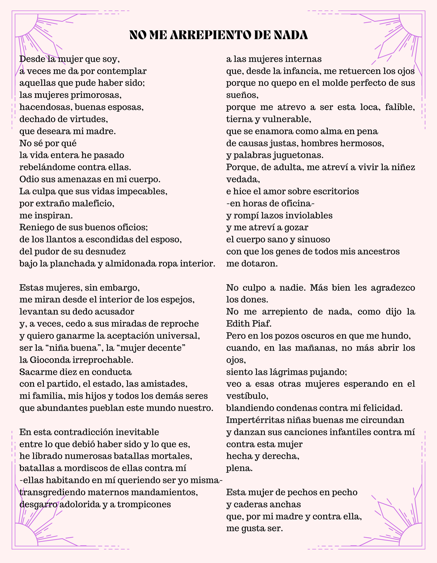 NO ME ARREPIENTO DE NADA
Desde la mujer que soy,
a veces me da por contemplar
aquellas que pude haber sido;
las mujeres primorosas,
hacendosas, buenas esposas,
dechado de virtudes,
que deseara mi madre.
No sé por qué
la vida entera he pasado
rebelándome contra ellas.
Odio sus amenazas en mi cuerpo.
La culpa que sus vidas impecables,
por extraño maleficio,
me inspiran.
Reniego de sus buenos oficios;
de los llantos a escondidas del esposo,
del pudor de su desnudez
bajo la planchada y almidonada ropa interior.
Estas mujeres, sin embargo,
me miran desde el interior de los espejos,
levantan su dedo acusador
y, a veces, cedo a sus miradas de reproche
y quiero ganarme la aceptación universal,
ser la "niña buena", la "mujer decente"
la Gioconda irreprochable.
Sacarme diez en conducta
con el partido, el estado, las amistades,
mi familia, mis hijos y todos los demás seres
que abundantes pueblan este mundo nuestro.
En esta contradicción inevitable
entre lo que debió haber sido y lo que es,
he librado numerosas batallas mortales,
batallas a mordiscos de ellas contra mí
-ellas habitando en mí queriendo ser yo misma-
transgrediendo maternos mandamientos,
desgarro adolorida y a trompicones
a las mujeres internas
que, desde la infancia, me retuercen los ojos
porque no quepo en el molde perfecto de sus
sueños,
porque me atrevo a ser esta loca, falible,
tierna y vulnerable,
que se enamora como alma en pena
de causas justas, hombres hermosos,
y palabras juguetonas.
Porque, de adulta, me atreví a vivir la niñez
vedada,
e hice el amor sobre escritorios
-en horas de oficina-
y rompí lazos inviolables
y me atreví a gozar
el cuerpo sano y sinuoso
con que los genes de todos mis ancestros
me dotaron.
No culpo a nadie. Más bien les agradezco
los dones.
No me arrepiento de nada, como dijo la
Edith Piaf.
Pero en los pozos oscuros en que me hundo,
cuando, en las mañanas, no más abrir los
ojos,
siento las lágrimas pujando;
veo a esas otras mujeres esperando en el
vestíbulo,
blandiendo condenas contra mi felicidad.
Impertérritas niñas buenas me circundan
y danzan sus canciones infantiles contra mí
contra esta mujer
hecha y derecha,
plena.
Esta mujer de pechos en pecho
y caderas anchas
que, por mi madre y contra ella,
me gusta ser.